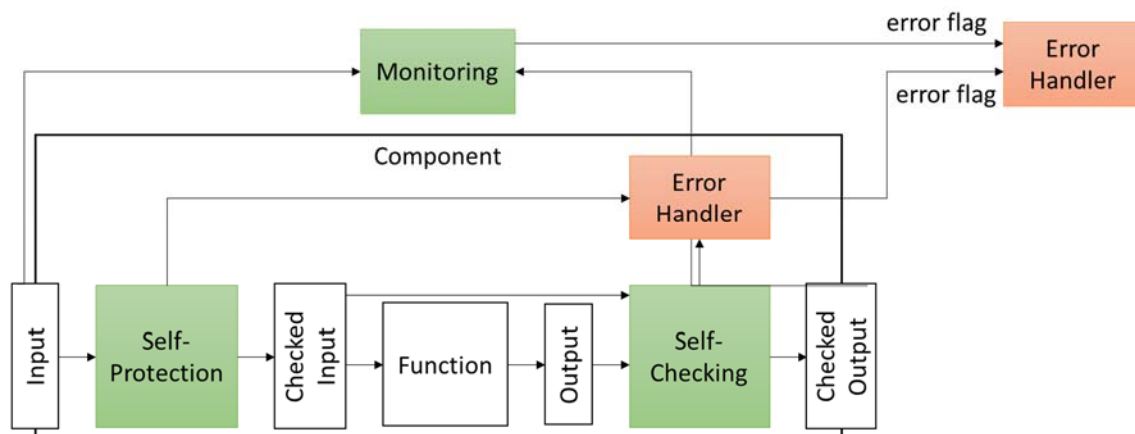 error flag
Error
Handler
Monitoring
error flag
Component
Error
Handler
Input
Self-
Protection
Checked
Input
Function
Output
Self-
Checking
Checked
Output